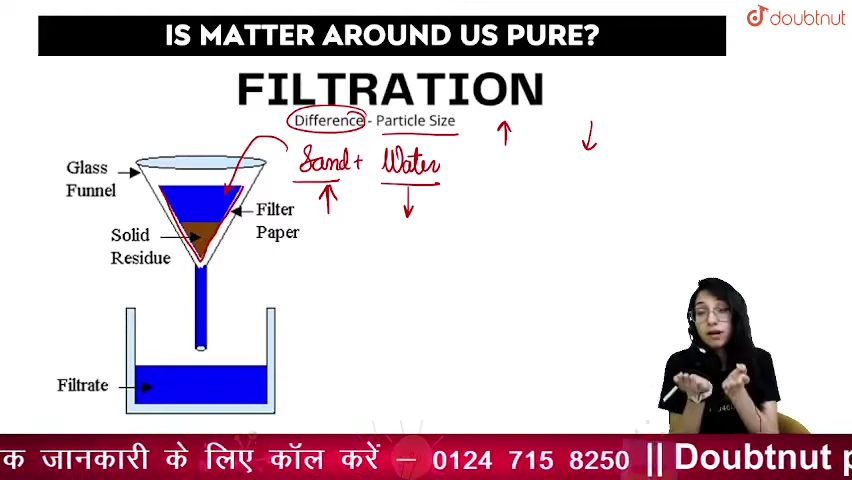 doubtnut
IS MATTER AROUND US PURE?
FILTRATION
Difference - Particle Size
Sand + Water
Glass
Funnel
Filter
Paper
Solid
Residue
Filtrate
क जानकारी के लिए कॉल करें – 0124 715 8250 || Doubtnut p